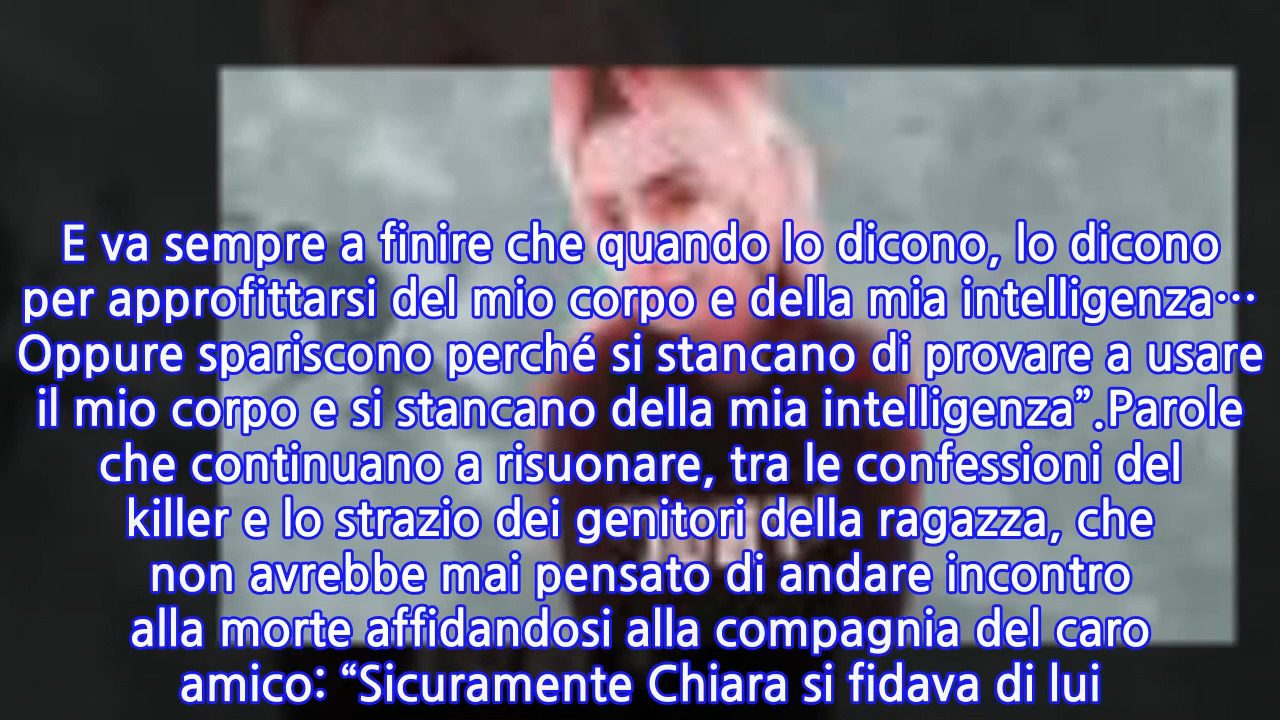 E va sempre a finire che quando lo dicono, lo dicono
per approfittarsi del mio corpo e della mia intelligenza…
Oppure spariscono perché si stancano di provare a usare
il mio corpo e si stancano della mia intelligenza”.Parole
che continuano a risuonare, tra le confessioni del
killer e lo strazio dei genitori della ragazza, che
non avrebbe mai pensato di andare incontro
alla morte affidandosi alla compagnia del caro
amico: “Sicuramente Chiara si fidava di lui